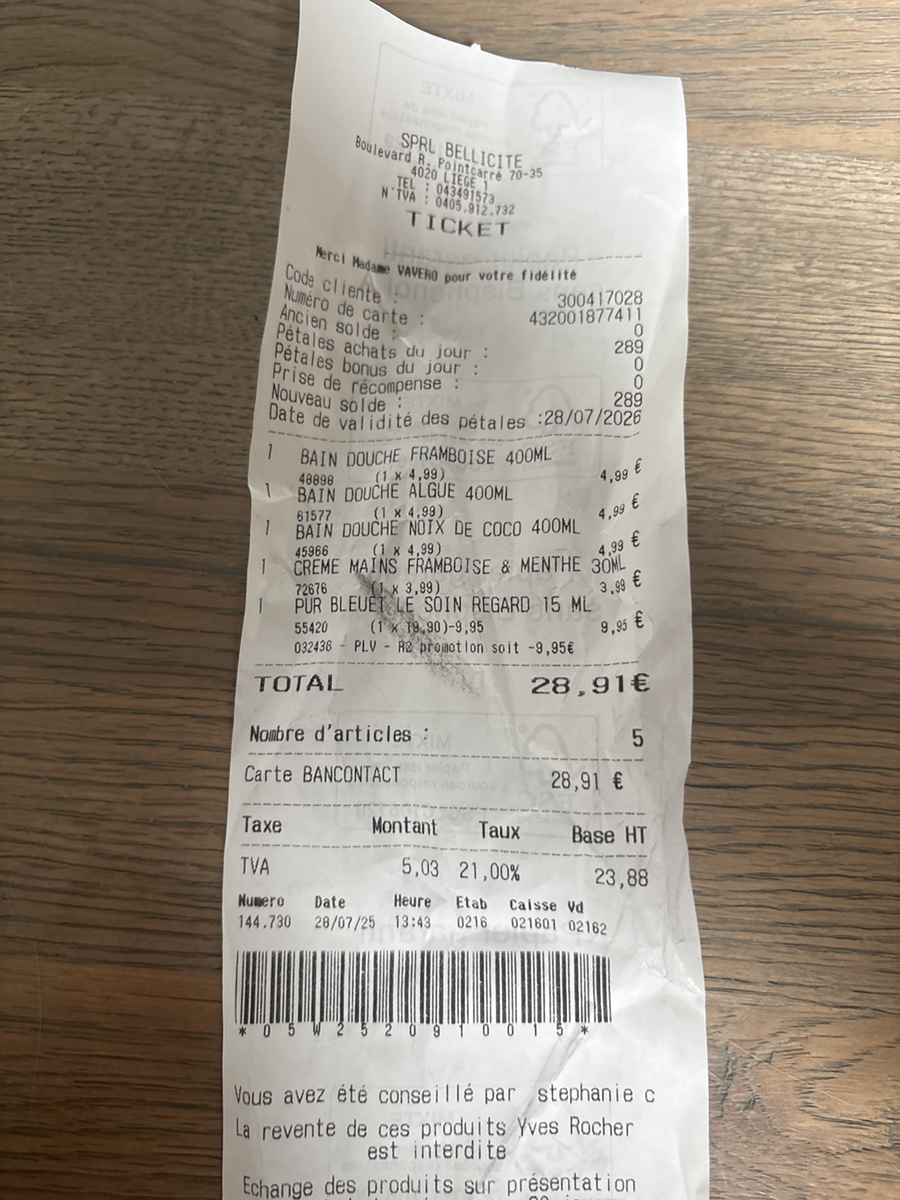 SPRL BELLICITE
Boulevard R. Pointcarré 70-35
4020 LIEGE 1
TEL : 043491573
N°TVA : 0405.912.732
TICKET
Merci Madame VAVERO pour votre fidélité
Code cliente : 300417028
Numéro de carte : 432001877411
Ancien solde : 0
Pétales achats du jour : 289
Pétales bonus du jour : 0
Prise de récompense : 0
Nouveau solde : 289
Date de validité des pétales :28/07/2026
1 BAIN DOUCHE FRAMBOISE 400ML
48898 (1 x 4,99) 4,99 €
1 BAIN DOUCHE ALGUE 400ML
61577 (1 x 4,99) 4,99 €
1 BAIN DOUCHE NOIX DE COCO 400ML
45966 (1 x 4,99) 4,99 €
1 CREME MAINS FRAMBOISE & MENTHE 30ML
72676 (1 x 3,99) 3,99 €
1 PUR BLEUET LE SOIN REGARD 15 ML
55420 (1 x 19,90)-9,95 9,95 €
032436 - PLV - R2 promotion soit -9,95€
TOTAL 28,91€
Nombre d'articles : 5
Carte BANCONTACT 28,91 €
Taxe Montant Taux Base HT
TVA 5,03 21,00% 23,88
Numero Date Heure Etab Caisse Vd
144.730 28/07/25 13:43 0216 021601 02162
*05W2520910015*
Vous avez été conseillé par stephanie c
La revente de ces produits Yves Rocher
est interdite
Echange des produits sur présentation